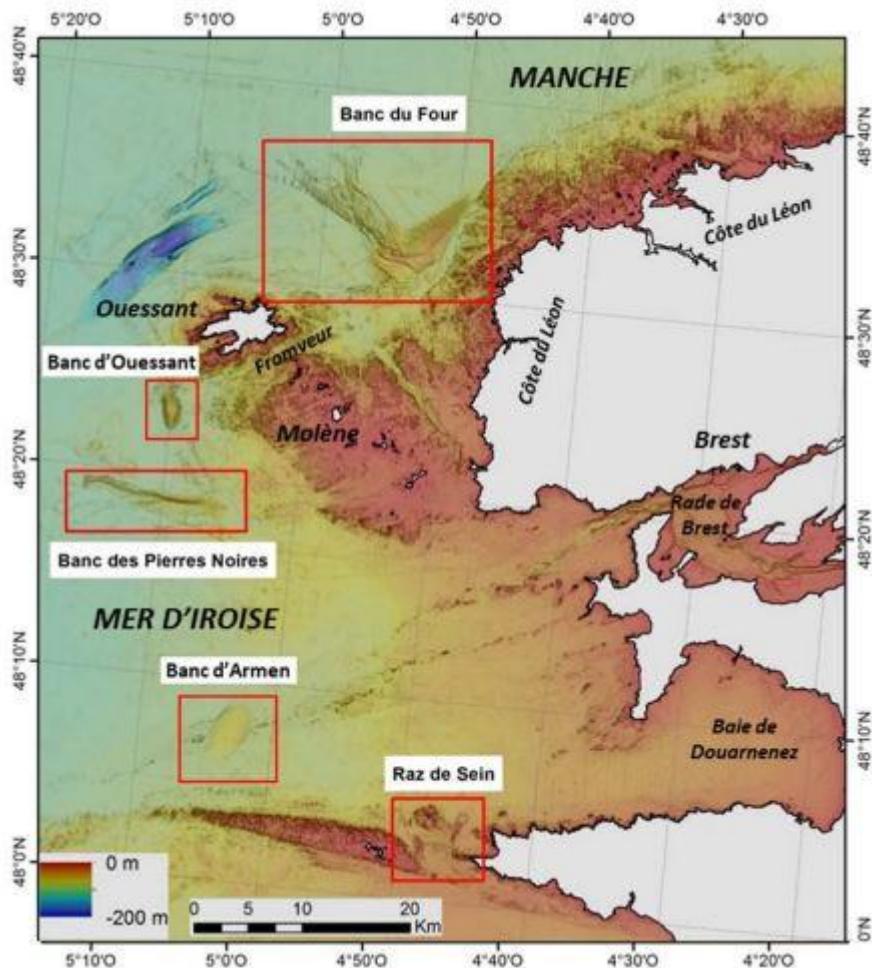 5°20'O 5°10'O 5°0'O 4°50'O 4°40'O 4°30'O
48°40'N
MANCHE
Banc du Four
48°40'N
Côte du Léon
48°30'N
Ouessant
Côte du Léon
48°30'N
Fromveur
Banc d'Ouessant
Molène
Brest
48°20'N
Rade de
Brest
48°20'N
Banc des Pierres Noires
MER D'IROISE
48°10'N
Banc d'Armen
Baie de
Douarnenez
48°10'N
Raz de Sein
48°0'N
0 m
-200 m
0 5 10 20
Km
0'N
5°10'O 5°0'O 4°50'O 4°40'O 4°30'O 4°20'O